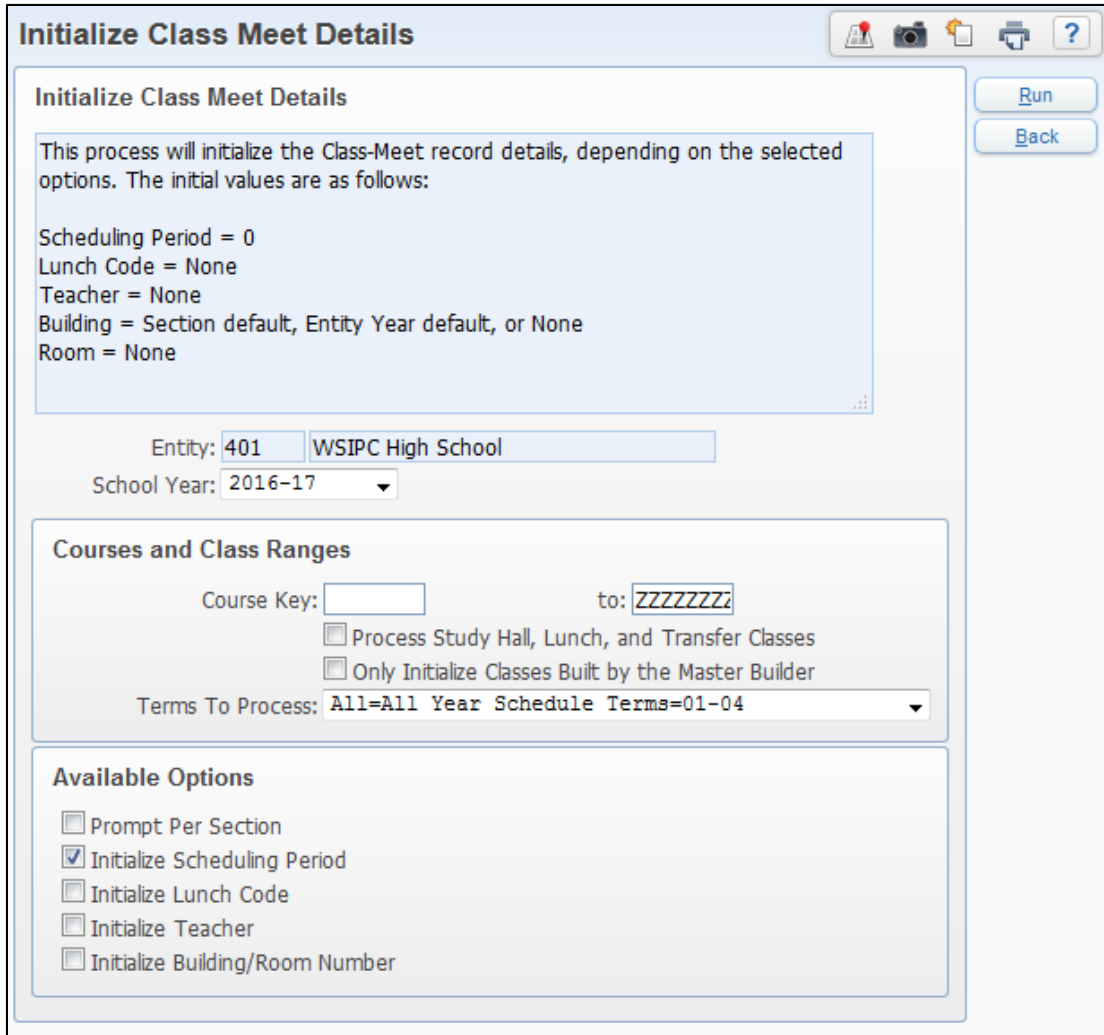 Initialize Class Meet Details
?
Initialize Class Meet Details
Run
Back
This process will initialize the Class-Meet record details, depending on the selected
options. The initial values are as follows:
Scheduling Period = 0
Lunch Code = None
Teacher = None
Building = Section default, Entity Year default, or None
Room = None
Entity: 401 WSIPC High School
School Year: 2016-17
Courses and Class Ranges
Course Key: to: ZZZZZZZZ
Process Study Hall, Lunch, and Transfer Classes
Only Initialize Classes Built by the Master Builder
Terms To Process: All=All Year Schedule Terms=01-04
Available Options
Prompt Per Section
Initialize Scheduling Period
Initialize Lunch Code
Initialize Teacher
Initialize Building/Room Number